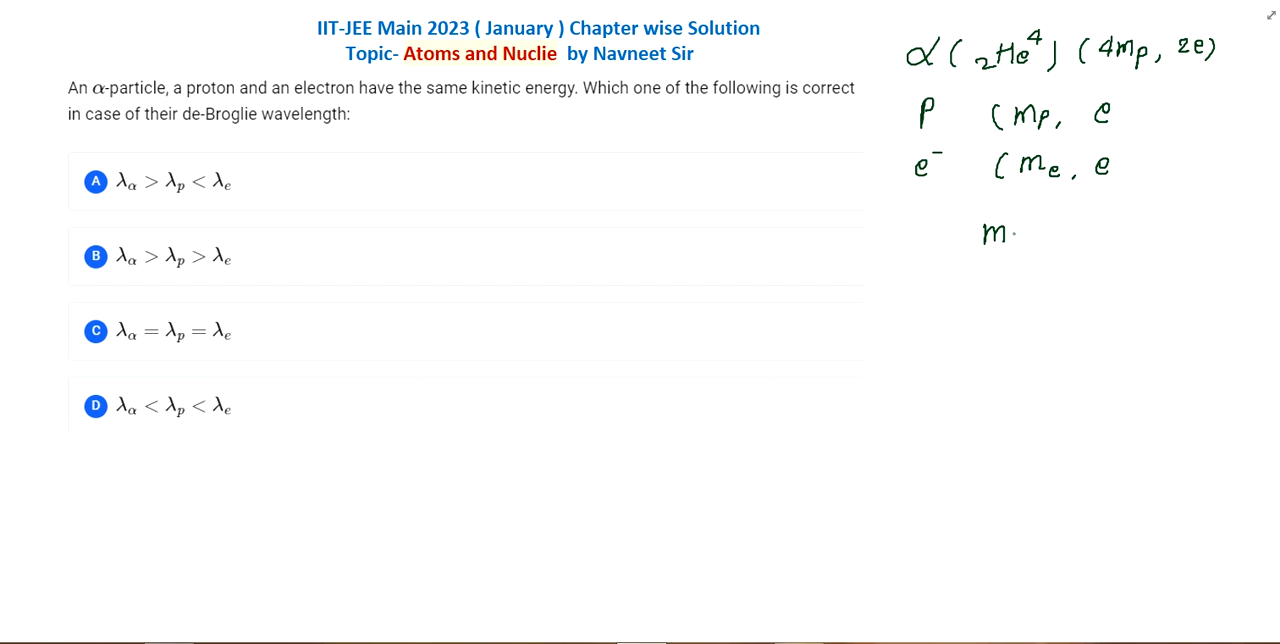 IIT-JEE Main 2023 ( January ) Chapter wise Solution
Topic- Atoms and Nuclie by Navneet Sir
An α-particle, a proton and an electron have the same kinetic energy. Which one of the following is correct
in case of their de-Broglie wavelength:
A λα > λp < λe
B λα > λp > λe
C λα = λp = λe
D λα < λp < λe
α ( ₂He⁴ ) ( 4mp, 2e)
P ( mp, e
e⁻ ( me, e
m